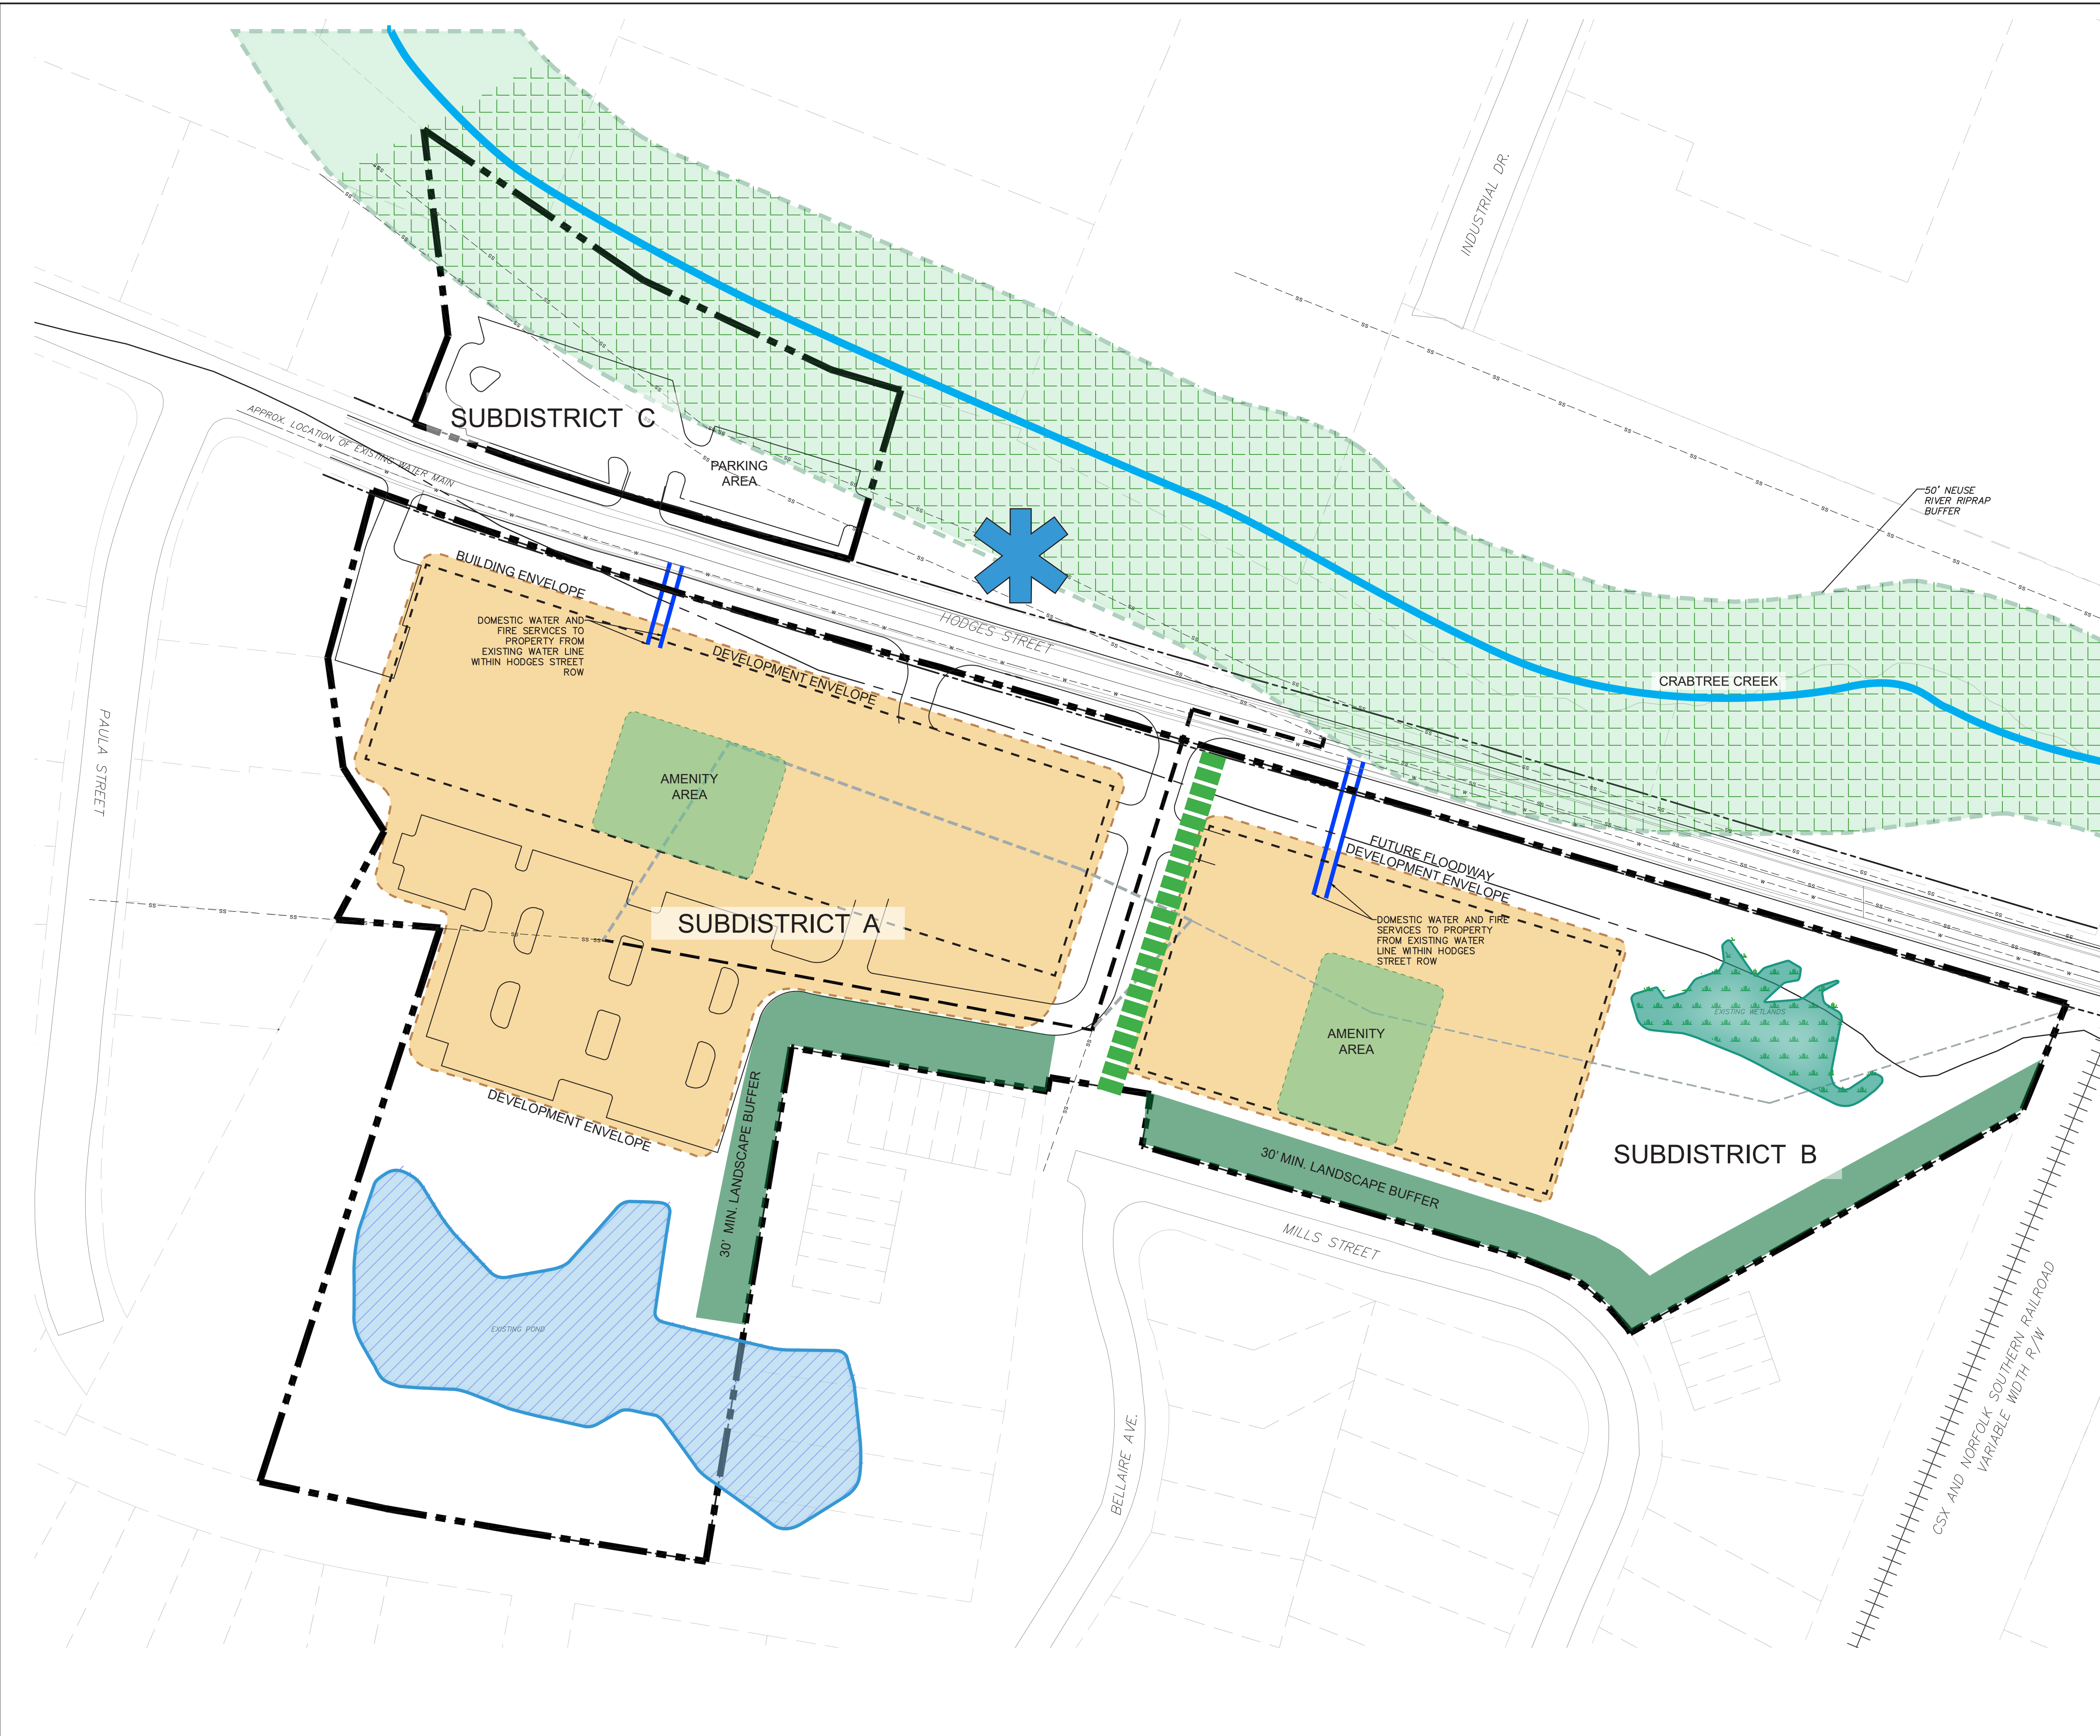 INDUSTRIAL DR.
50' NEUSE
RIVER RIPRAP
BUFFER
SUBDISTRICT C
PARKING
AREA
APPROX. LOCATION OF EXISTING WATER MAIN
BUILDING ENVELOPE
DOMESTIC WATER AND
FIRE SERVICES TO
PROPERTY FROM
EXISTING WATER LINE
WITHIN HODGES STREET
ROW
DEVELOPMENT ENVELOPE
HODGES STREET
CRABTREE CREEK
PAULA STREET
AMENITY
AREA
SUBDISTRICT A
FUTURE FLOODWAY
DEVELOPMENT ENVELOPE
DOMESTIC WATER AND FIRE
SERVICES TO PROPERTY
FROM EXISTING WATER
LINE WITHIN HODGES
STREET ROW
EXISTING WETLANDS
AMENITY
AREA
SUBDISTRICT B
DEVELOPMENT ENVELOPE
30' MIN. LANDSCAPE BUFFER
30' MIN. LANDSCAPE BUFFER
MILLS STREET
EXISTING POND
BELLAIRE AVE.
CSX AND NORFOLK SOUTHERN RAILROAD
VARIABLE WIDTH R/W